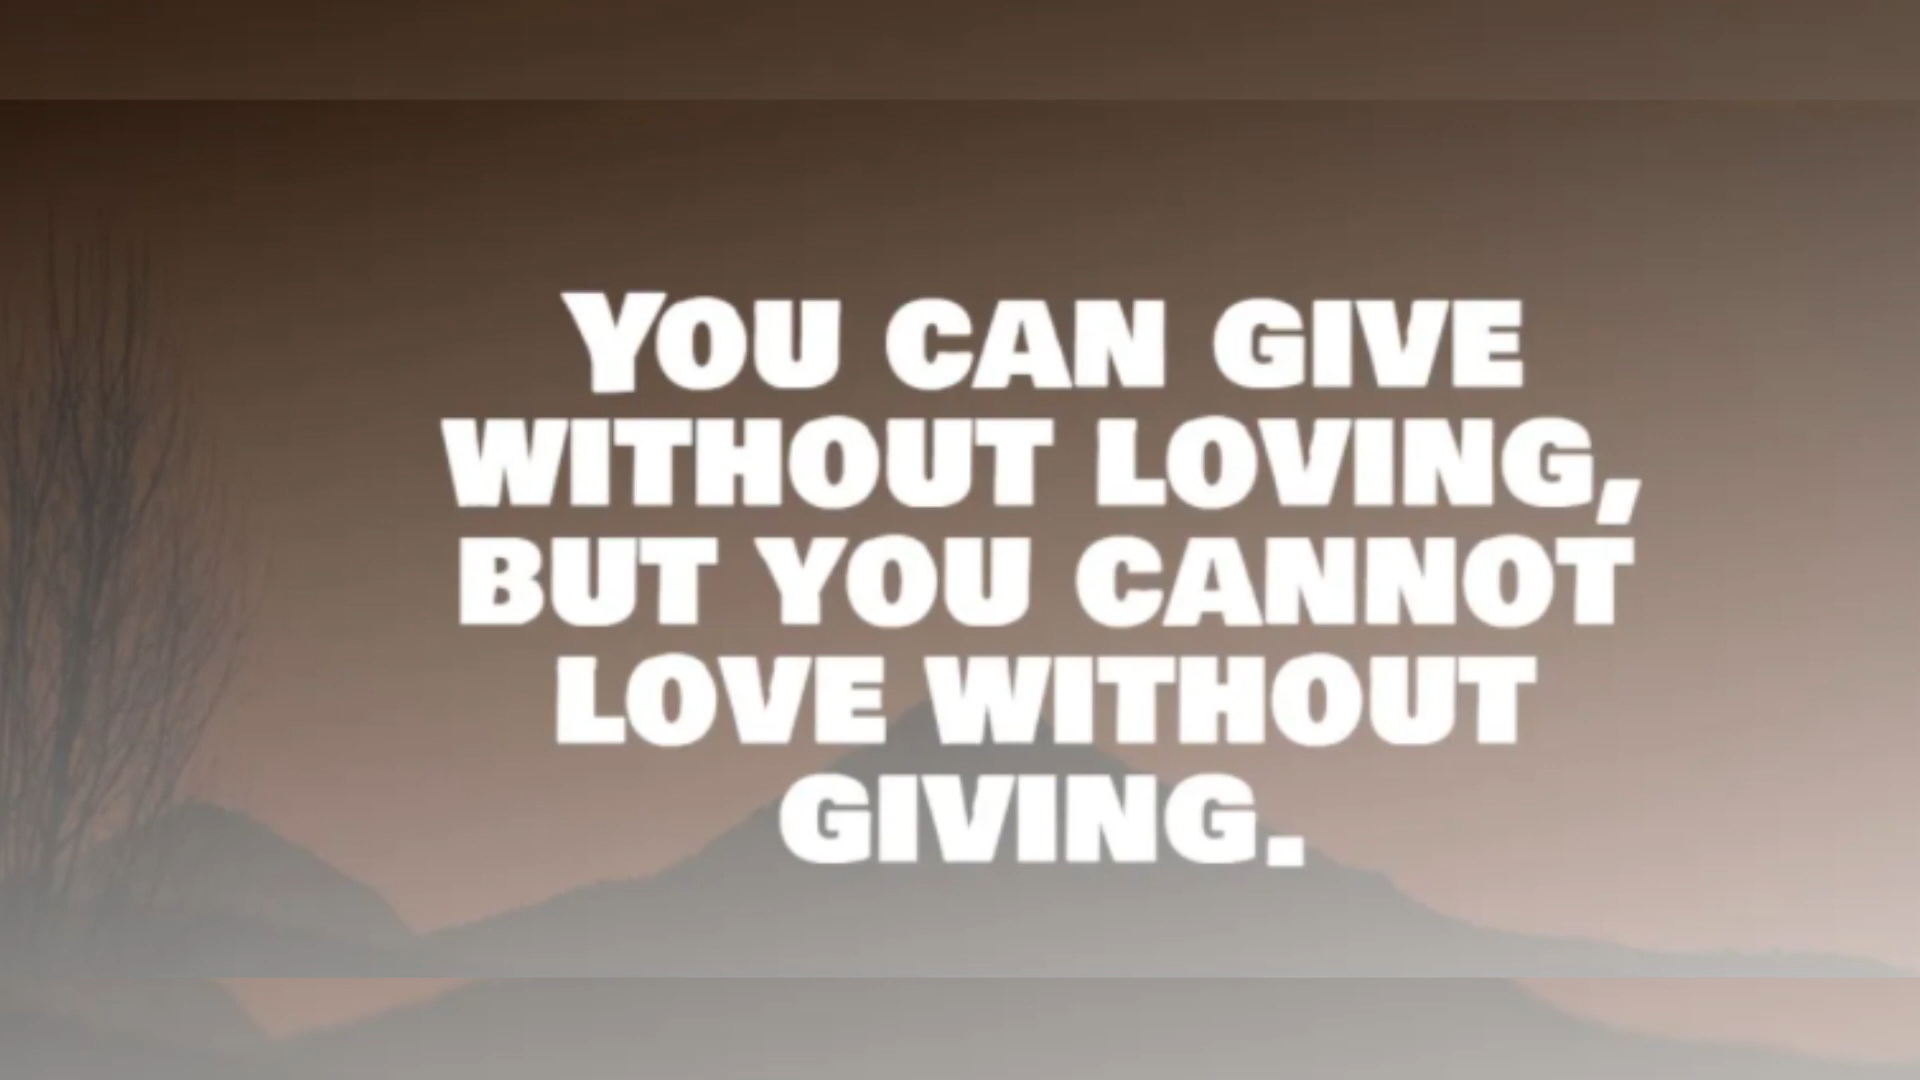 YOU CAN GIVE
WITHOUT LOVING,
BUT YOU CANNOT
LOVE WITHOUT
GIVING.